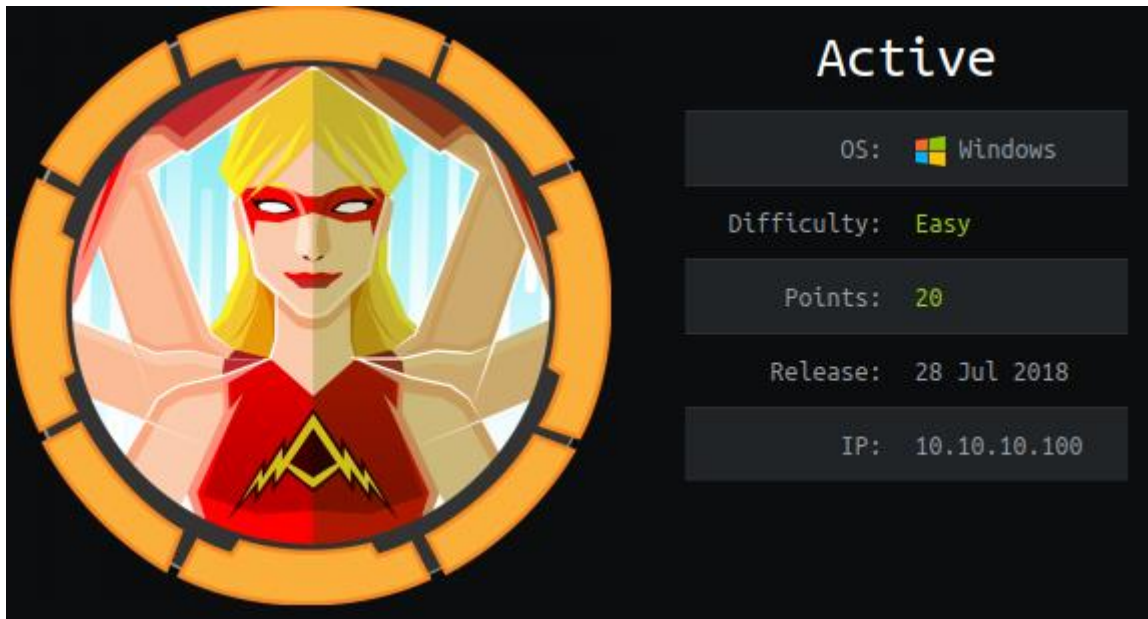 Active
OS: Windows
Difficulty: Easy
Points: 20
Release: 28 Jul 2018
IP: 10.10.10.100